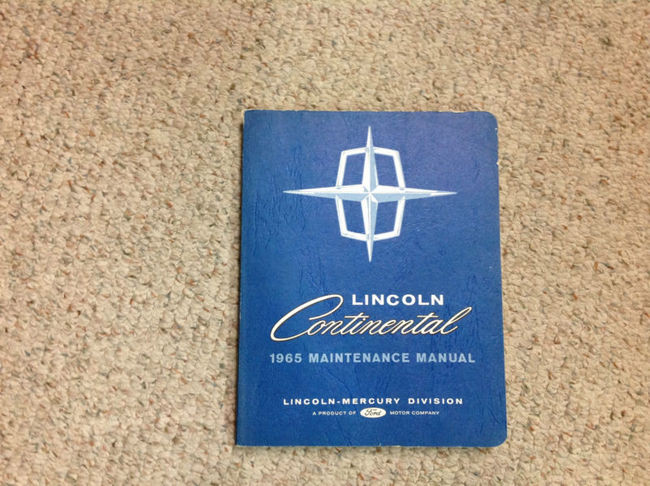 LINCOLN
Continental
1965 MAINTENANCE MANUAL
LINCOLN-MERCURY DIVISION
A PRODUCT OF Ford MOTOR COMPANY